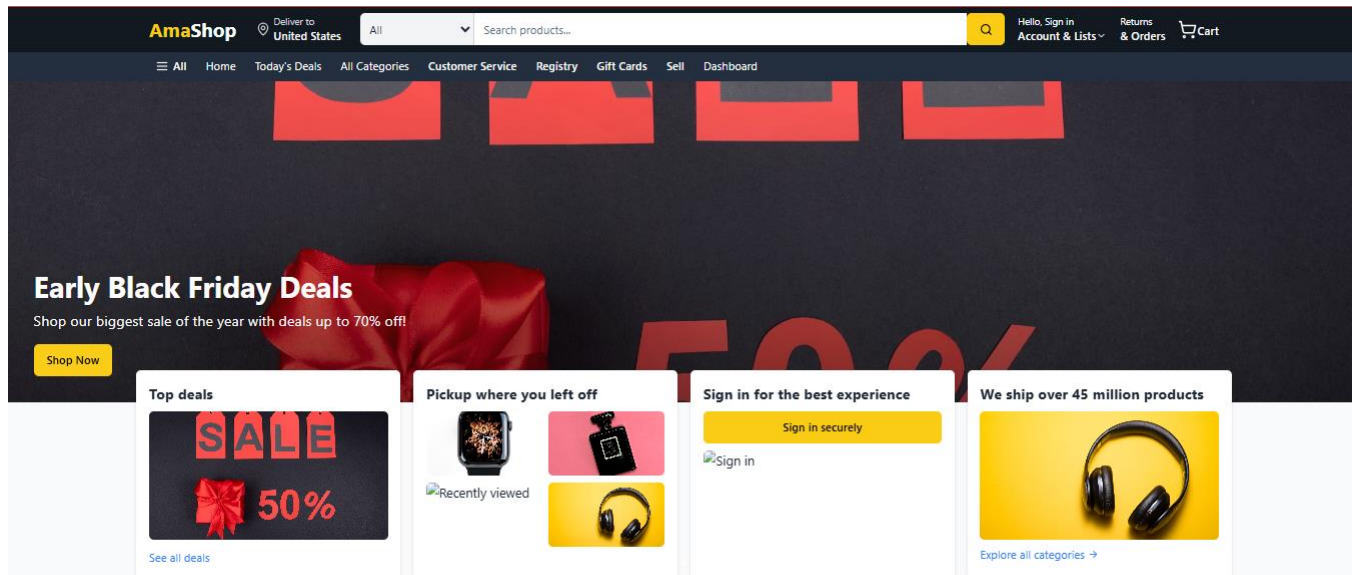 AmaShop
Deliver to
United States
All
Search products...
Hello, Sign in
Account & Lists
Returns
& Orders
Cart
All Home Today's Deals All Categories Customer Service Registry Gift Cards Sell Dashboard
Early Black Friday Deals
Shop our biggest sale of the year with deals up to 70% off!
Shop Now
50%
Top deals
SALE
50%
See all deals
Pickup where you left off
Recently viewed
Sign in for the best experience
Sign in securely
Sign in
We ship over 45 million products
Explore all categories →